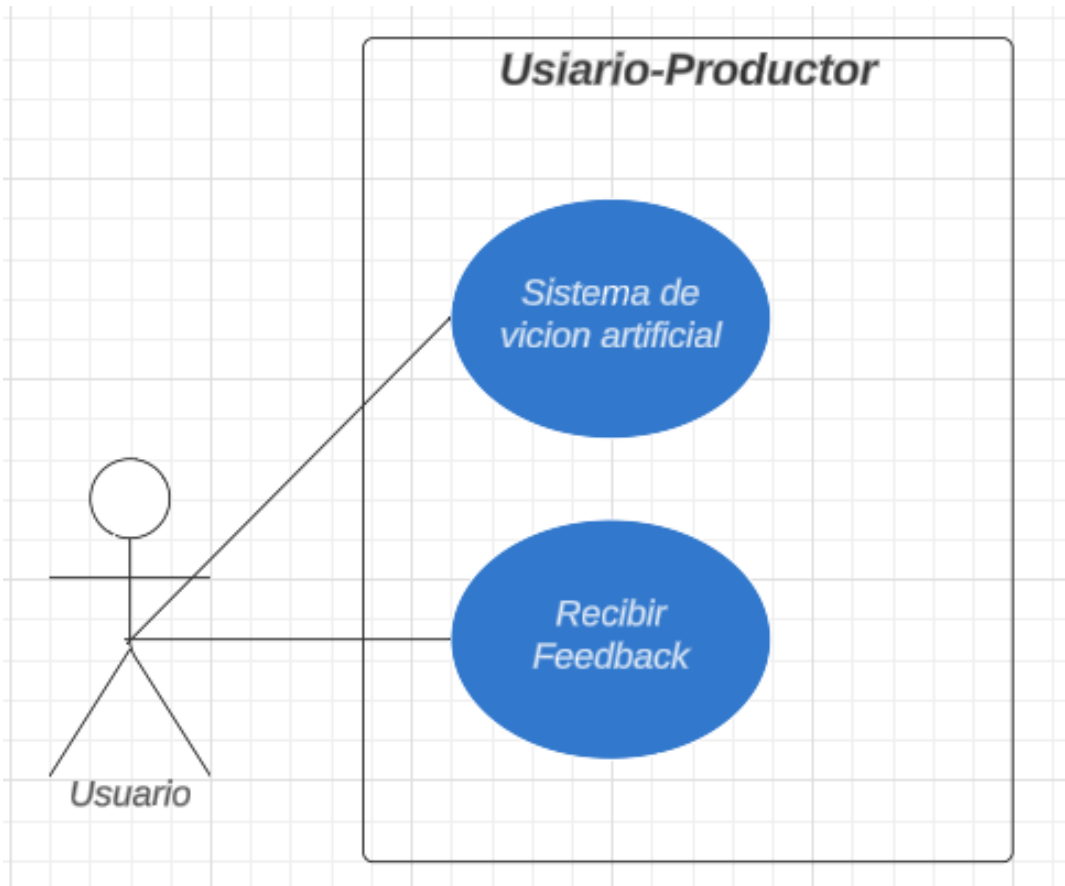 Usiario-Productor
Sistema de
vicion artificial
Recibir
Feedback
Usuario